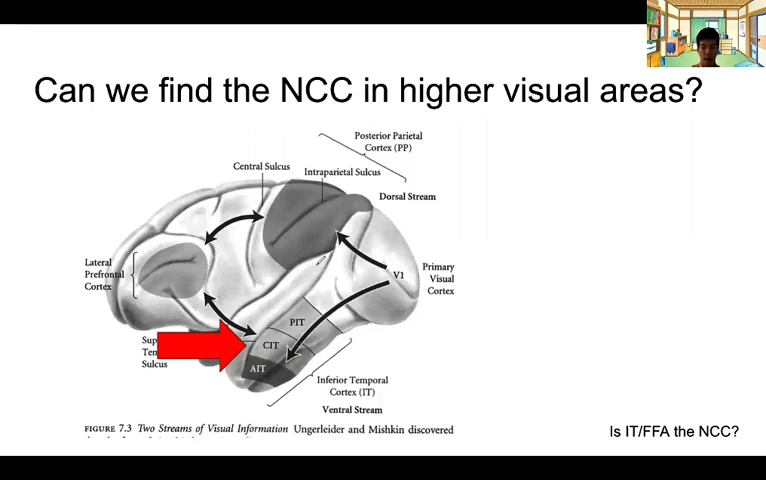 Can we find the NCC in higher visual areas?
Posterior Parietal
Cortex (PP)
Central Sulcus
Intraparietal Sulcus
Dorsal Stream
Lateral
Prefrontal
Cortex
V1
Primary
Visual
Cortex
PIT
CIT
AIT
Sup
Ten
Sulcus
Inferior Temporal
Cortex (IT)
Ventral Stream
FIGURE 7.3 Two Streams of Visual Information Ungerleider and Mishkin discovered
Is IT/FFA the NCC?